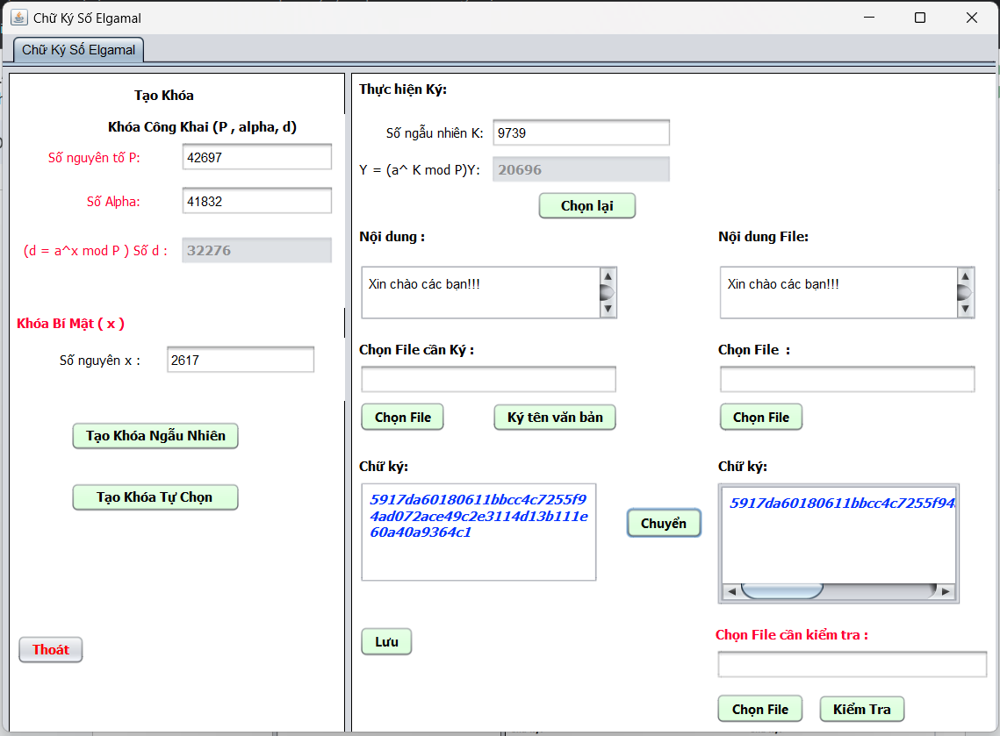 Chữ Ký Số Elgamal
Chữ Ký Số Elgamal
Tạo Khóa
Khóa Công Khai (P , alpha, d)
Số nguyên tố P:
42697
Số Alpha:
41832
(d = a^x mod P ) Số d :
32276
Khóa Bí Mật ( x )
Số nguyên x :
2617
Tạo Khóa Ngẫu Nhiên
Tạo Khóa Tự Chọn
Thoát
Thực hiện Ký:
Số ngẫu nhiên K:
9739
Y = (a^ K mod P)Y:
20696
Chọn lại
Nội dung :
Xin chào các bạn!!!
Chọn File cần Ký :
Chọn File
Ký tên văn bản
Chữ ký:
5917da60180611bbcc4c7255f9
4ad072ace49c2e3114d13b111e
60a40a9364c1
Chuyển
Lưu
Nội dung File:
Xin chào các bạn!!!
Chọn File :
Chọn File
Chữ ký:
5917da60180611bbcc4c7255f94
Chọn File cần kiểm tra :
Chọn File
Kiểm Tra